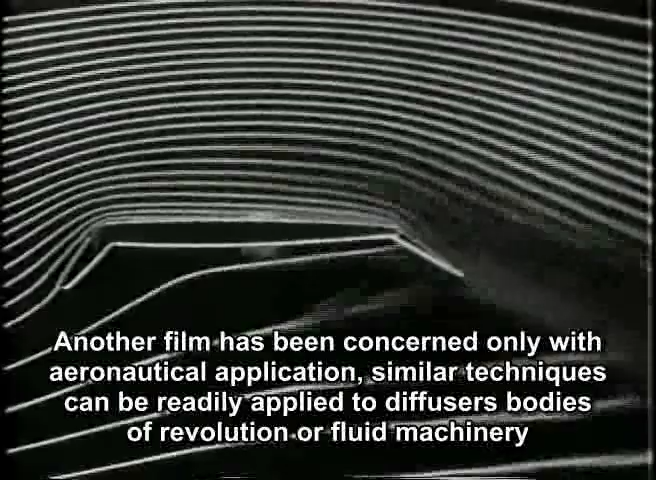 Another film has been concerned only with
aeronautical application, similar techniques
can be readily applied to diffusers bodies
of revolution or fluid machinery